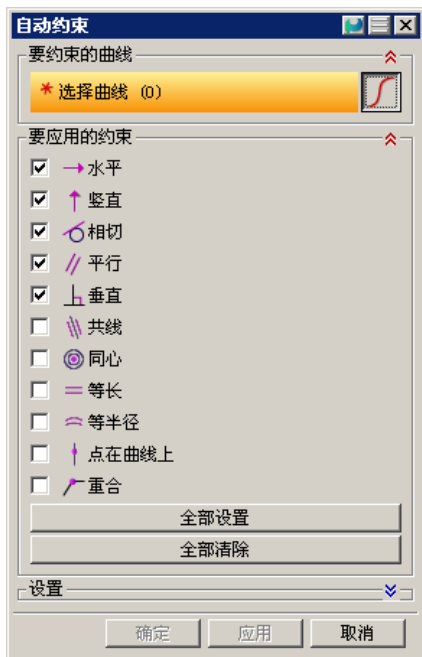 自动约束
要约束的曲线
* 选择曲线 (0)
要应用的约束
水平
竖直
相切
平行
垂直
共线
同心
等长
等半径
点在曲线上
重合
全部设置
全部清除
设置
确定 应用 取消